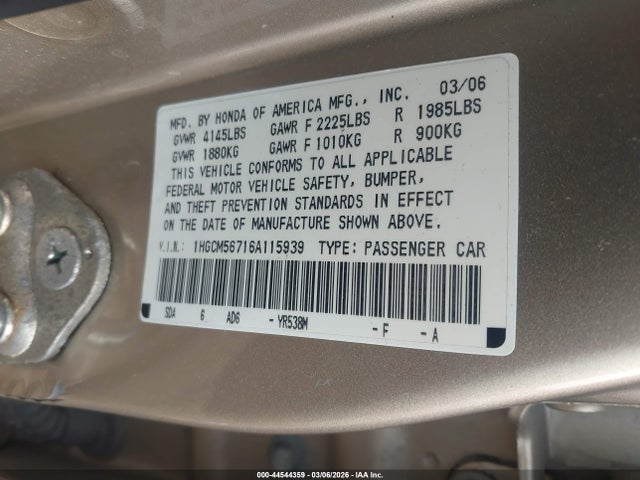 MFD. BY HONDA OF AMERICA MFG., INC. 03/06
GVWR 4145LBS GAWR F 2225LBS R 1985LBS
GVWR 1880KG GAWR F 1010KG R 900KG
THIS VEHICLE CONFORMS TO ALL APPLICABLE
FEDERAL MOTOR VEHICLE SAFETY, BUMPER,
AND THEFT PREVENTION STANDARDS IN EFFECT
ON THE DATE OF MANUFACTURE SHOWN ABOVE.
V.I.N.: 1HGCM56716A115939 TYPE: PASSENGER CAR
SDA 6 AD6 - YR538M - F - A
000-44544359 | 03/06/2026 | IAA Inc.